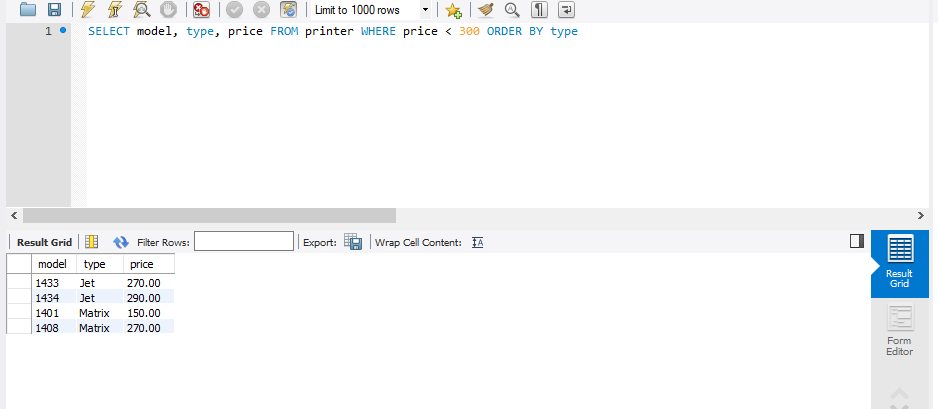 Limit to 1000 rows
1 SELECT model, type, price FROM printer WHERE price < 300 ORDER BY type
Result Grid Filter Rows: Export: Wrap Cell Content: IA
model type price
1433 Jet 270.00
1434 Jet 290.00
1401 Matrix 150.00
1408 Matrix 270.00
Result
Grid
Form
Editor